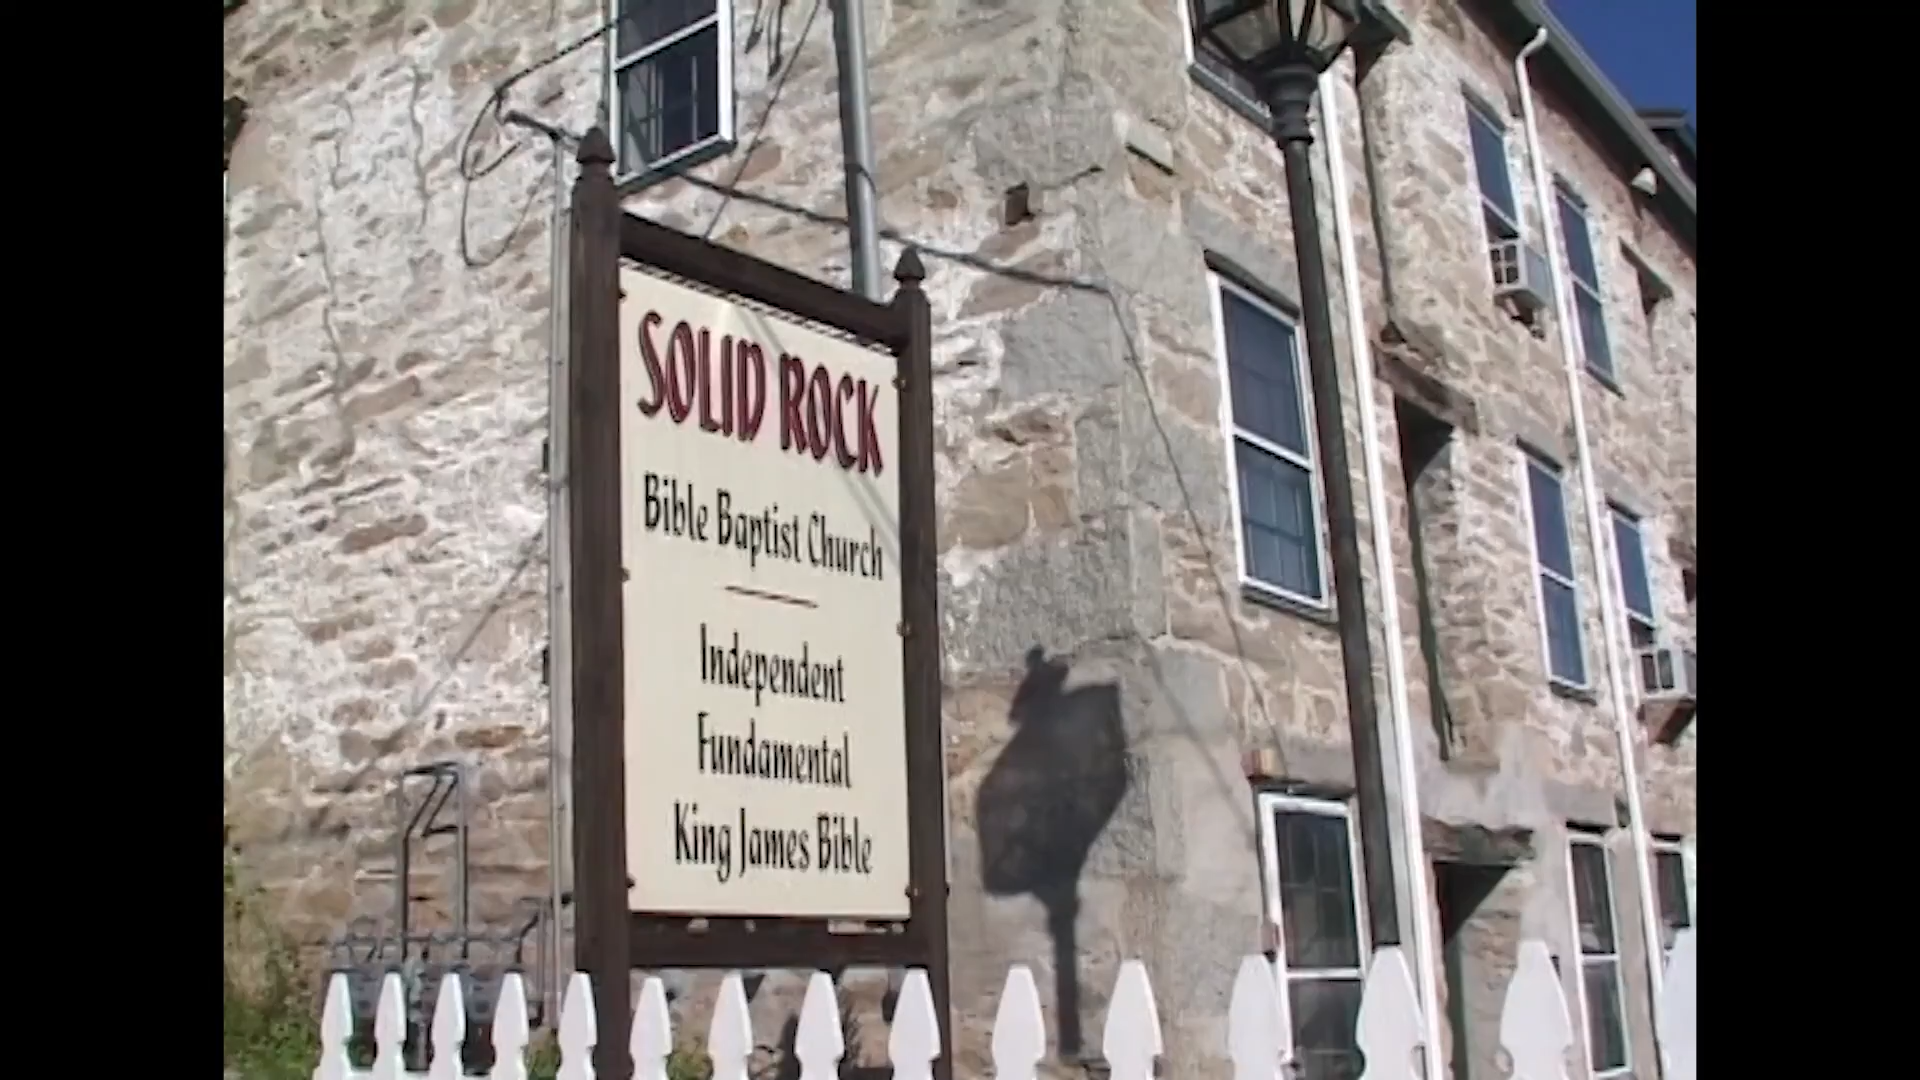 SOLID ROCK
Bible Baptist Church
Independent
Fundamental
King James Bible